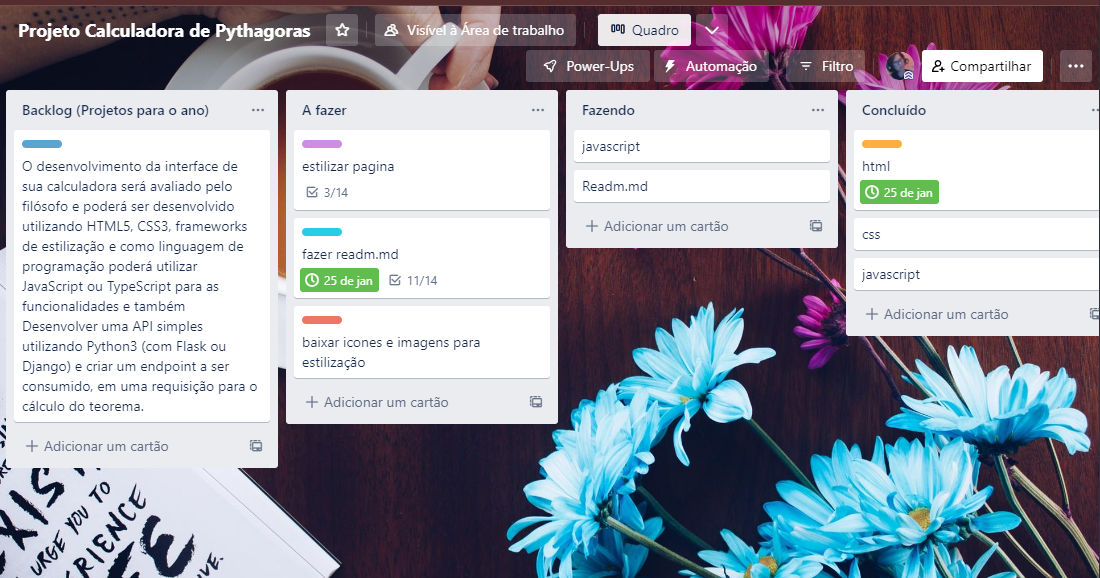 Projeto Calculadora de Pythagoras
Visível à Área de trabalho
Quadro
Power-Ups
Automação
Filtro
Compartilhar
Backlog (Projetos para o ano)
O desenvolvimento da interface de
sua calculadora será avaliado pelo
filósofo e poderá ser desenvolvido
utilizando HTML5, CSS3, frameworks
de estilização e como linguagem de
programação poderá utilizar
JavaScript ou TypeScript para as
funcionalidades e também
Desenvolver uma API simples
utilizando Python3 (com Flask ou
Django) e criar um endpoint a ser
consumido, em uma requisição para o
cálculo do teorema.
Adicionar um cartão
A fazer
estilizar pagina
3/14
fazer readm.md
25 de jan
11/14
baixar icones e imagens para
estilização
Adicionar um cartão
Fazendo
javascript
Readm.md
Adicionar um cartão
Concluído
html
25 de jan
css
javascript
Adicionar um cartão
URGE YOU TO